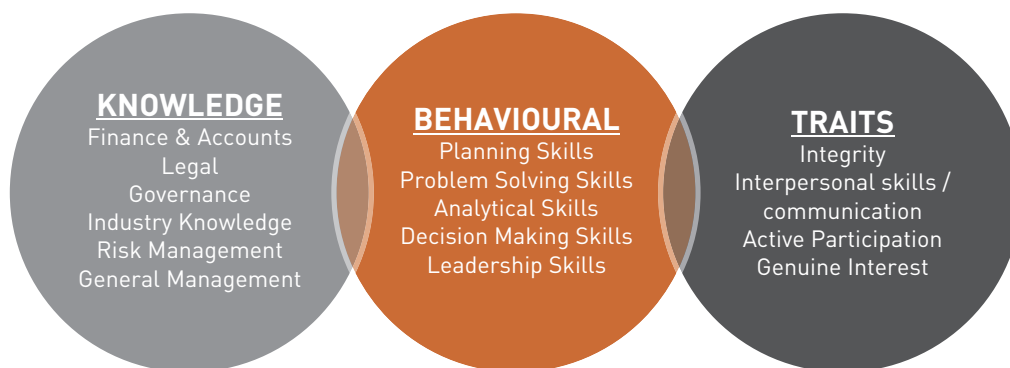 KNOWLEDGE
Finance & Accounts
Legal
Governance
Industry Knowledge
Risk Management
General Management
BEHAVIOURAL
Planning Skills
Problem Solving Skills
Analytical Skills
Decision Making Skills
Leadership Skills
TRAITS
Integrity
Interpersonal skills /
communication
Active Participation
Genuine Interest